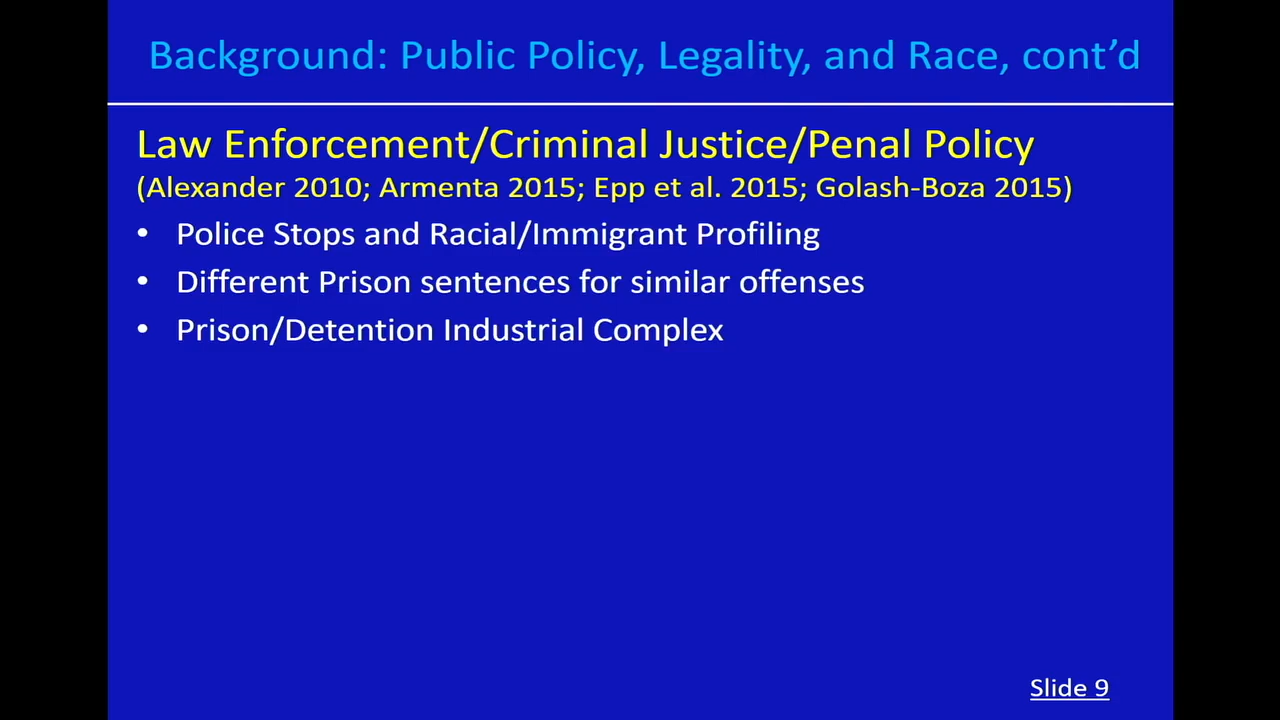 Background: Public Policy, Legality, and Race, cont’d
Law Enforcement/Criminal Justice/Penal Policy
(Alexander 2010; Armenta 2015; Epp et al. 2015; Golash-Boza 2015)
• Police Stops and Racial/Immigrant Profiling
• Different Prison sentences for similar offenses
• Prison/Detention Industrial Complex
Slide 9